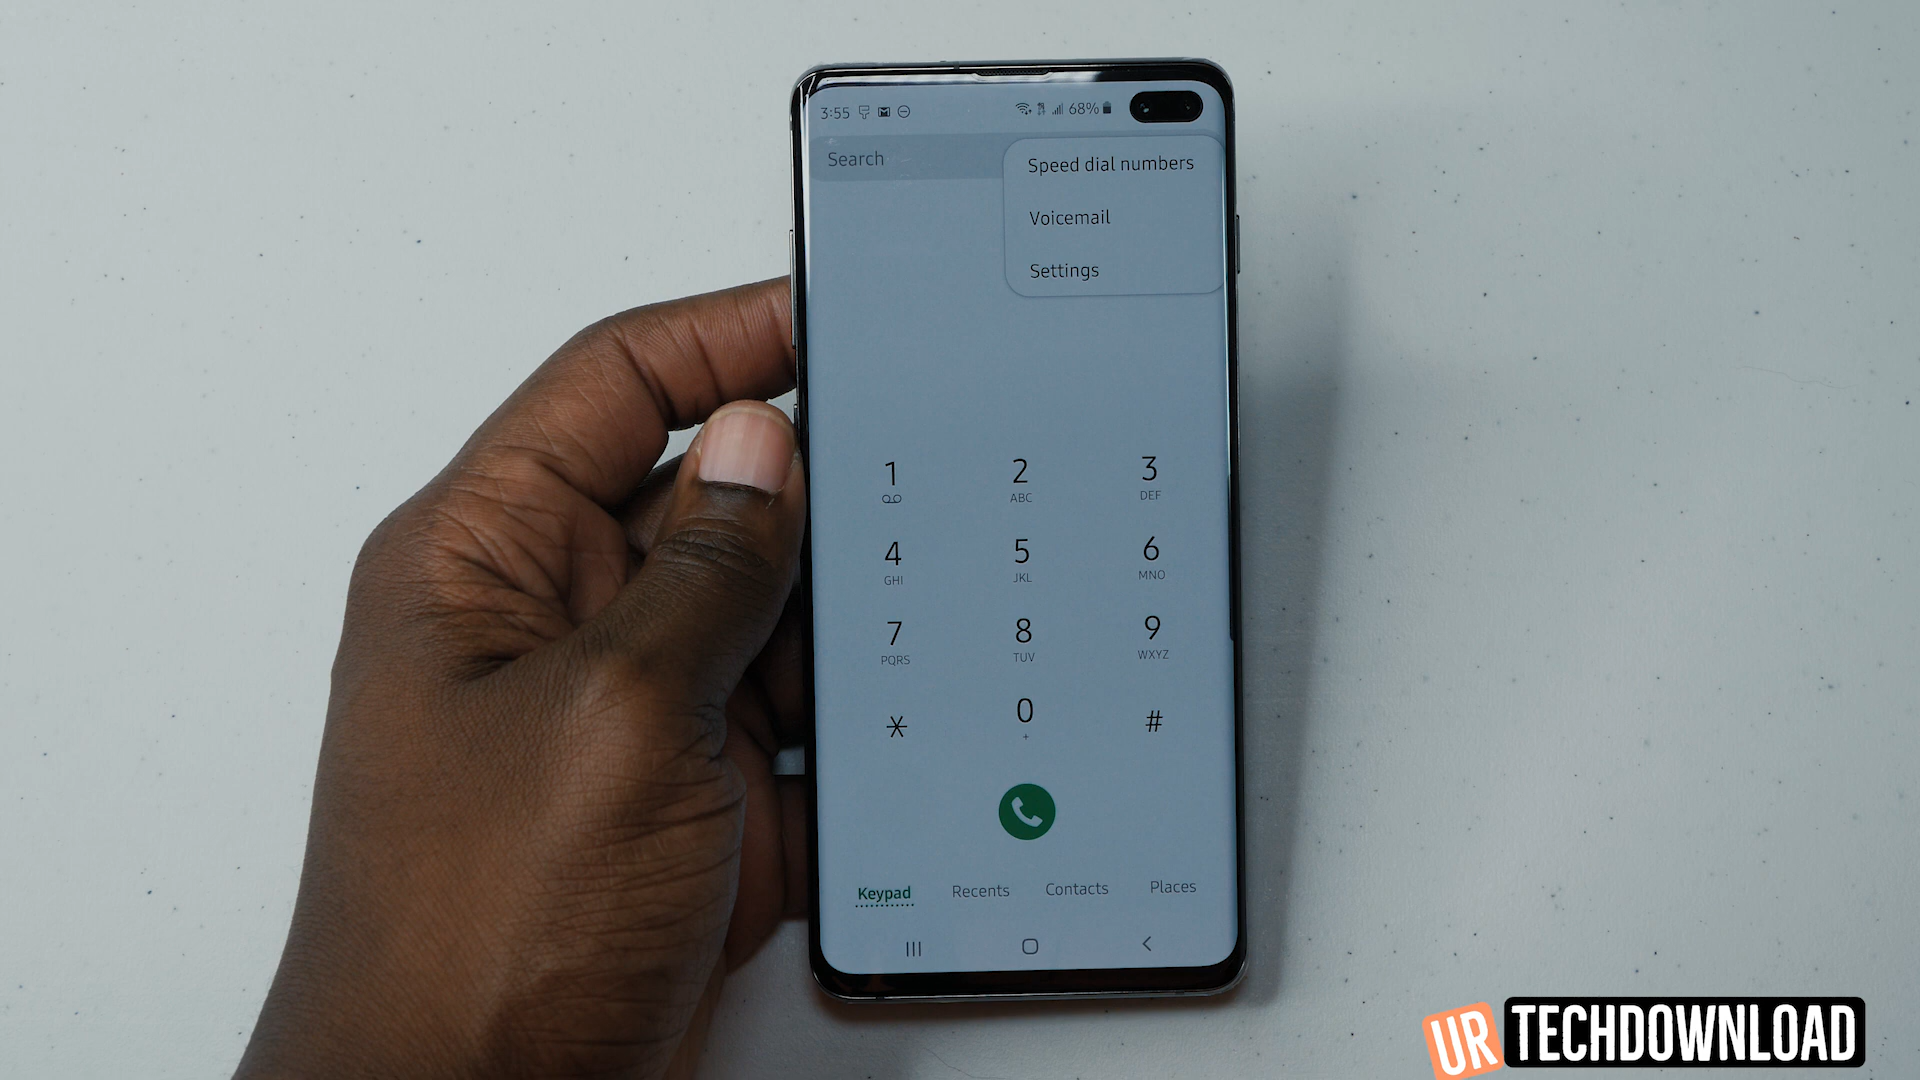 3:55 68%
Search
Speed dial numbers
Voicemail
Settings
1 2 3
ABC DEF
4 5 6
GHI JKL MNO
7 8 9
PQRS TUV WXYZ
* 0 #
+
Keypad Recents Contacts Places
UR TECHDOWNLOAD